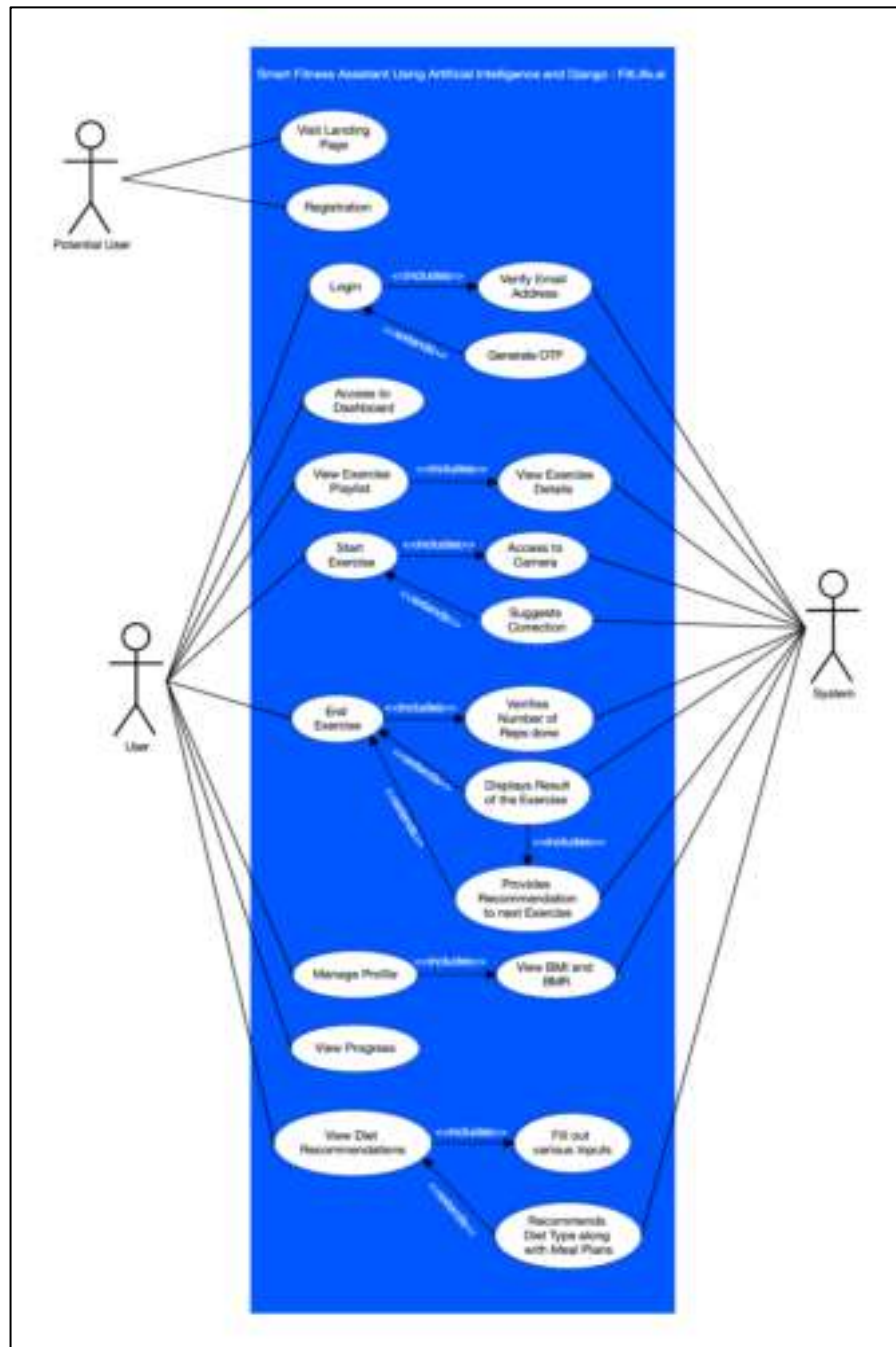 Smart Fitness Assistant Using Artificial Intelligence and Django :
Visit Landing
Page
Registration
Potential User
Login
<<includes>>
Verify Email
Address
<<extends>>
Generate OTP
Access to
Dashboard
View Exercise
Playlist
<<includes>>
View Exercise
Details
Start
Exercise
<<includes>>
Access to
Camera
<<extends>>
Suggests
Correction
User
System
End
Exercise
<<includes>>
Verifies
Number of
Reps done
<<extends>>
Displays Result
of the Exercise
<<extends>>
<<includes>>
Provides
Recommendation
to next Exercise
Manage Profile
<<includes>>
View BMI and
BMR
View Progress
View Diet
Recommendations
<<includes>>
Fill out
various inputs
<<extends>>
Recommends
Diet Type along
with Meal Plans